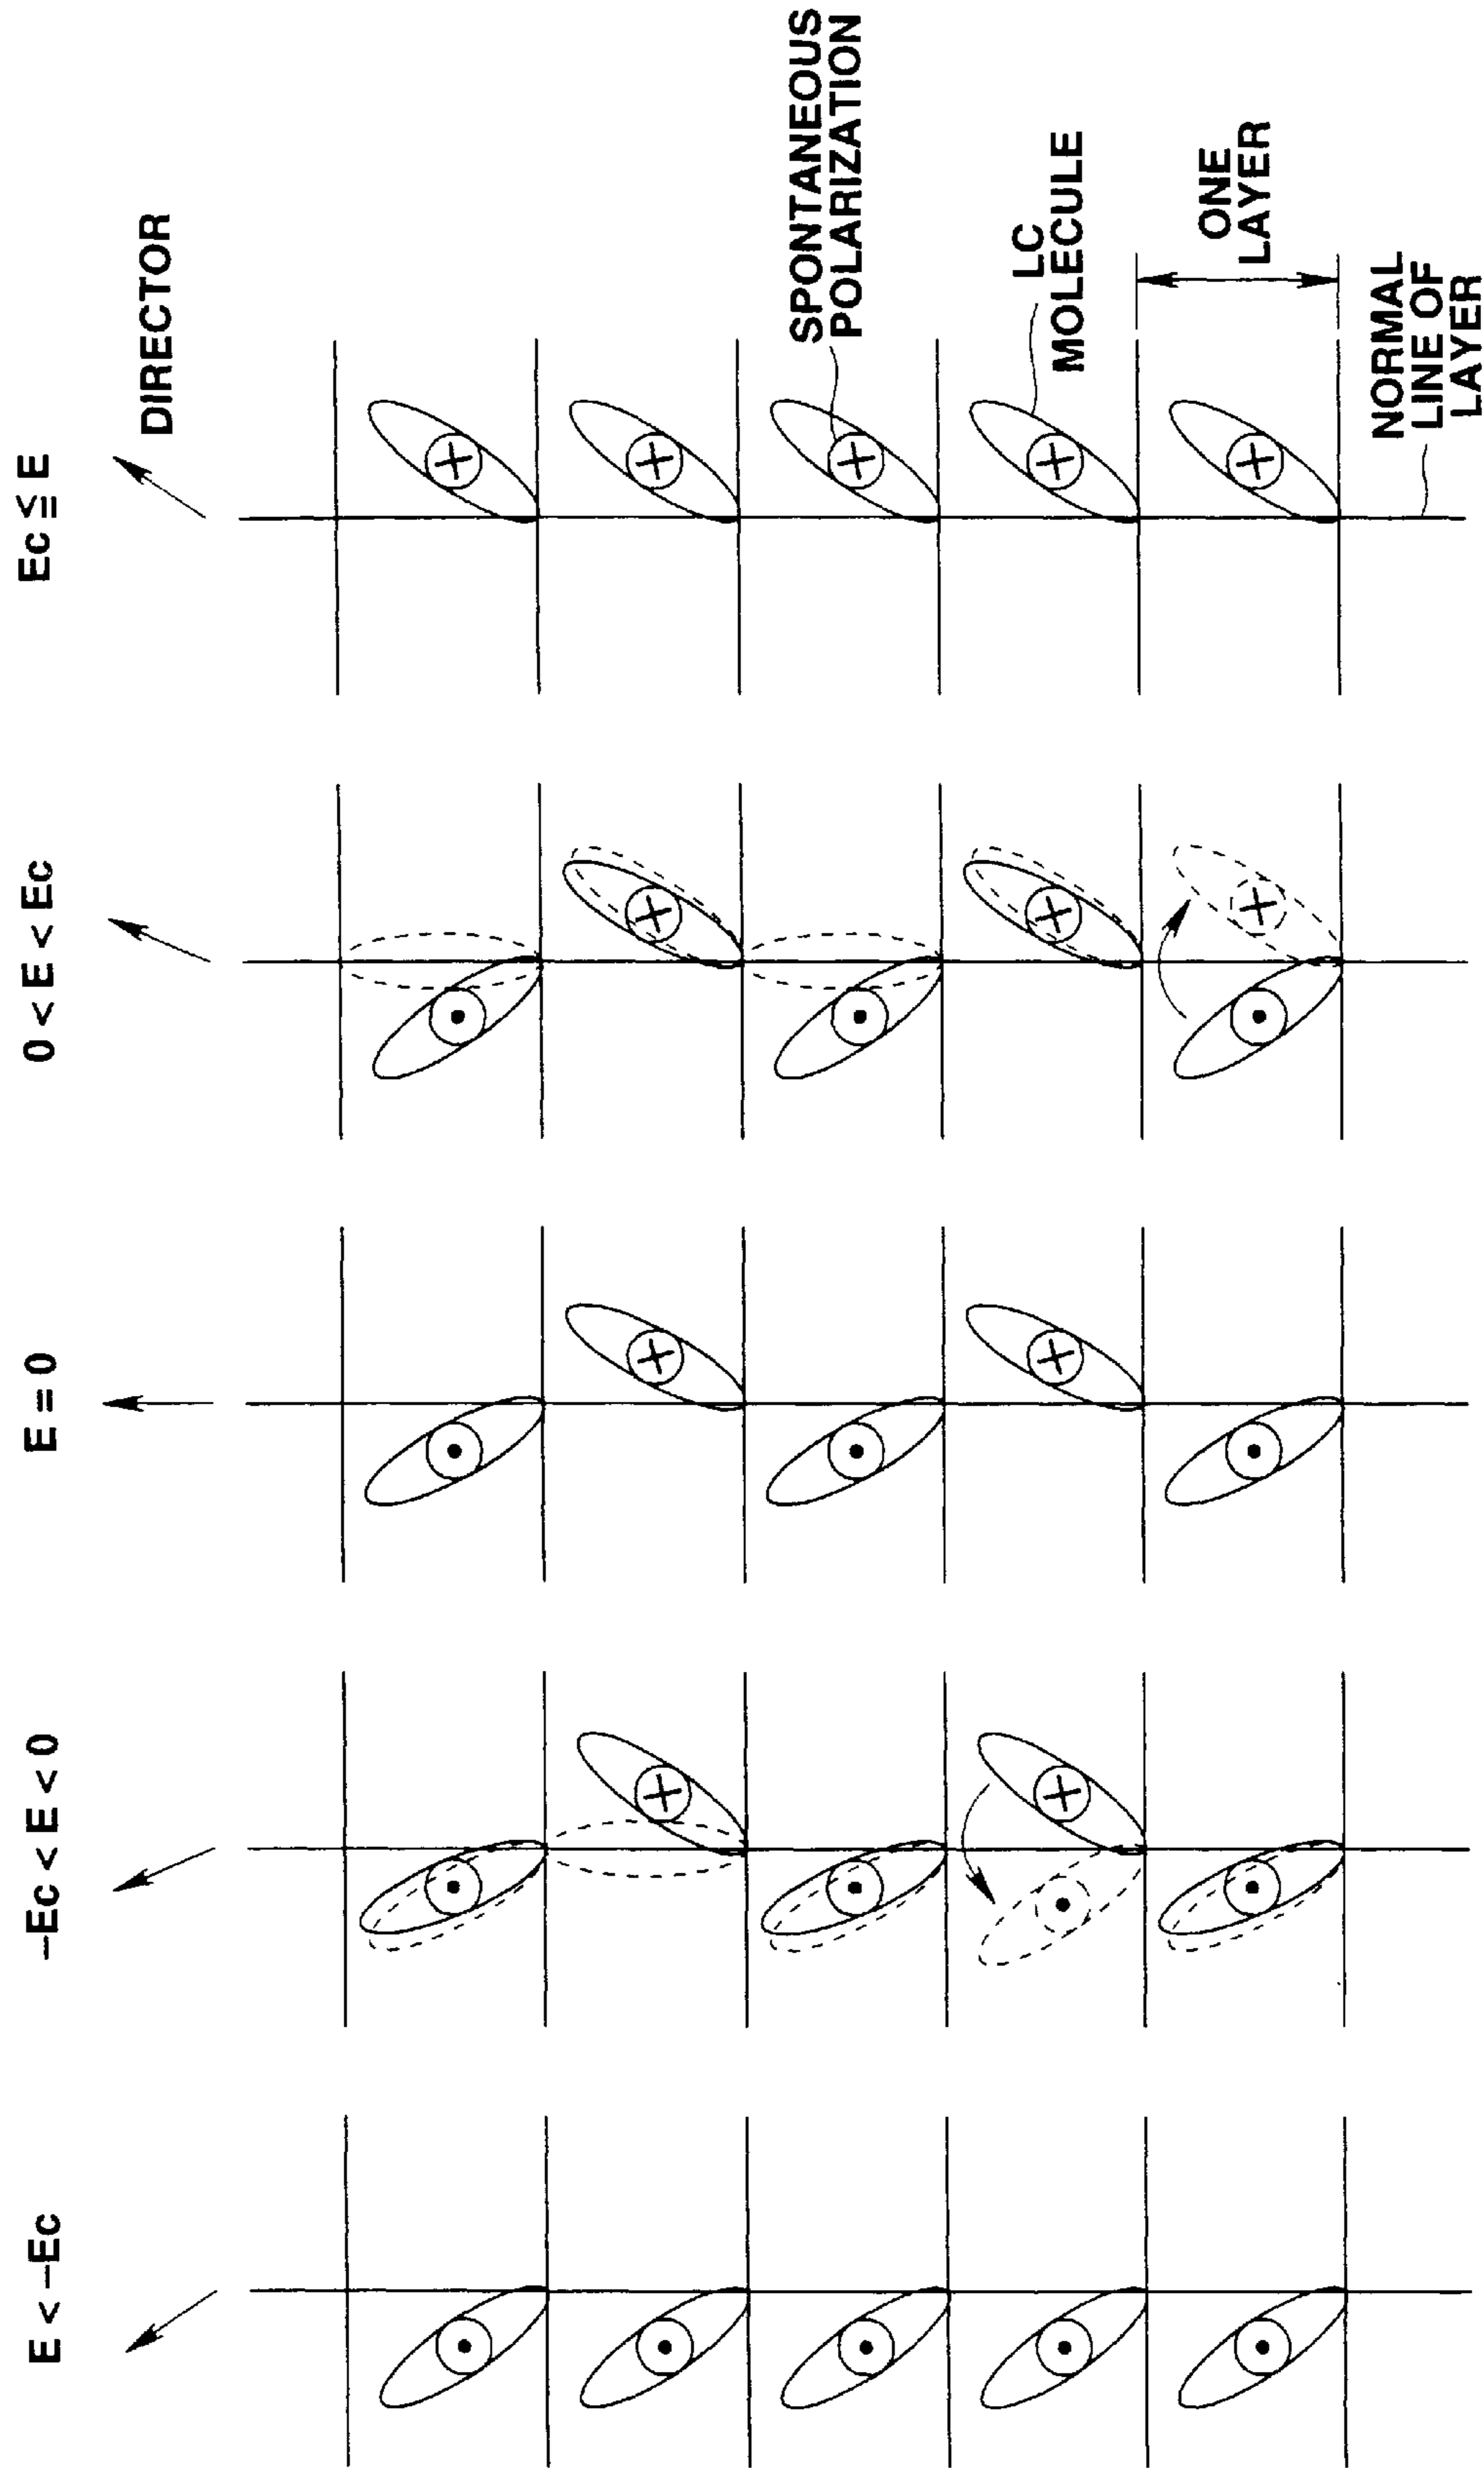 E < −Ec
−Ec < E < 0
E = 0
0 < E < Ec
Ec ≦ E
DIRECTOR
SPONTANEOUS
POLARIZATION
LC
MOLECULE
ONE
LAYER
NORMAL
LINE OF
LAYER